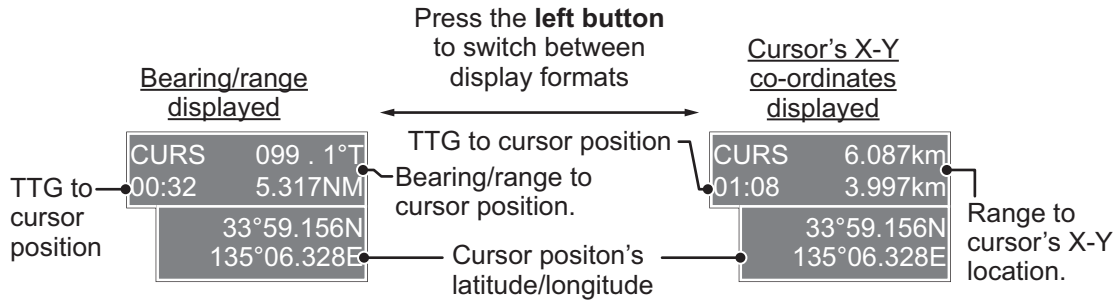 Press the left button
to switch between
display formats
Bearing/range
displayed
Cursor's X-Y
co-ordinates
displayed
CURS 099 . 1°T
00:32 5.317NM
33°59.156N
135°06.328E
TTG to
cursor
position
TTG to cursor position
Bearing/range to
cursor position.
Cursor positon's
latitude/longitude
CURS 6.087km
01:08 3.997km
33°59.156N
135°06.328E
Range to
cursor's X-Y
location.